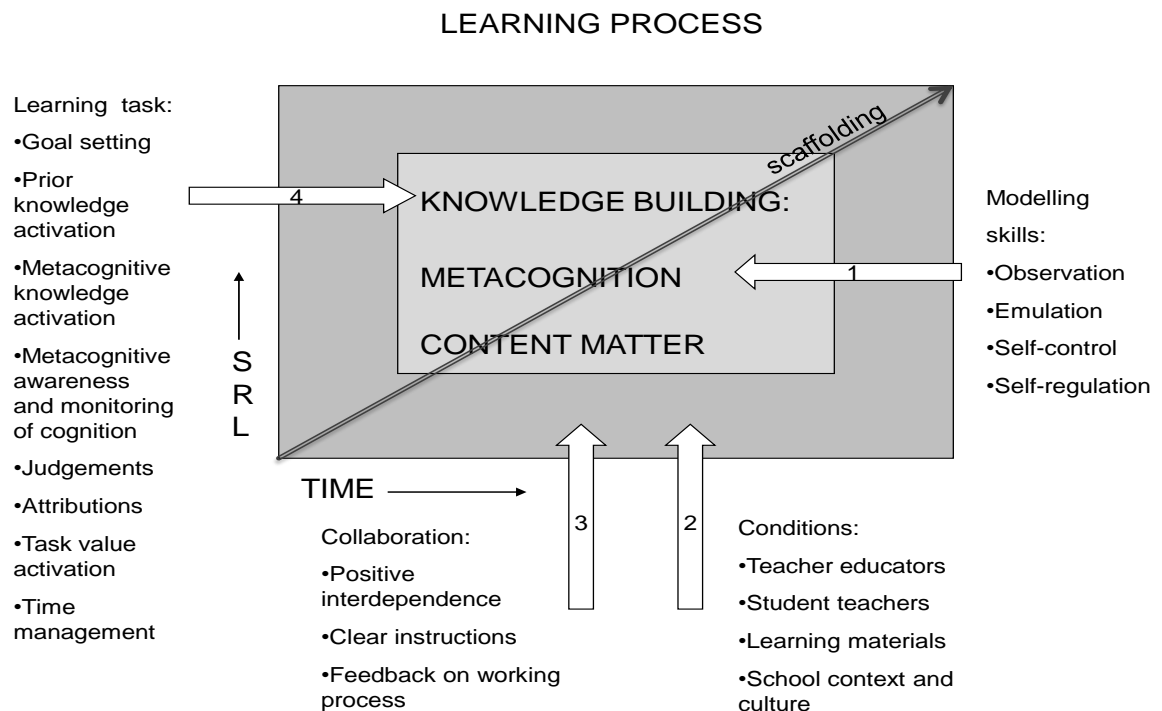 LEARNING PROCESS
Learning task:
•Goal setting
•Prior
knowledge
activation
•Metacognitive
knowledge
activation
•Metacognitive
awareness
and monitoring
of cognition
•Judgements
•Attributions
•Task value
activation
•Time
management
4
S
R
L
scaffolding
KNOWLEDGE BUILDING:
METACOGNITION
CONTENT MATTER
1
Modelling
skills:
•Observation
•Emulation
•Self-control
•Self-regulation
TIME
3
2
Collaboration:
•Positive
interdependence
•Clear instructions
•Feedback on working
process
Conditions:
•Teacher educators
•Student teachers
•Learning materials
•School context and
culture